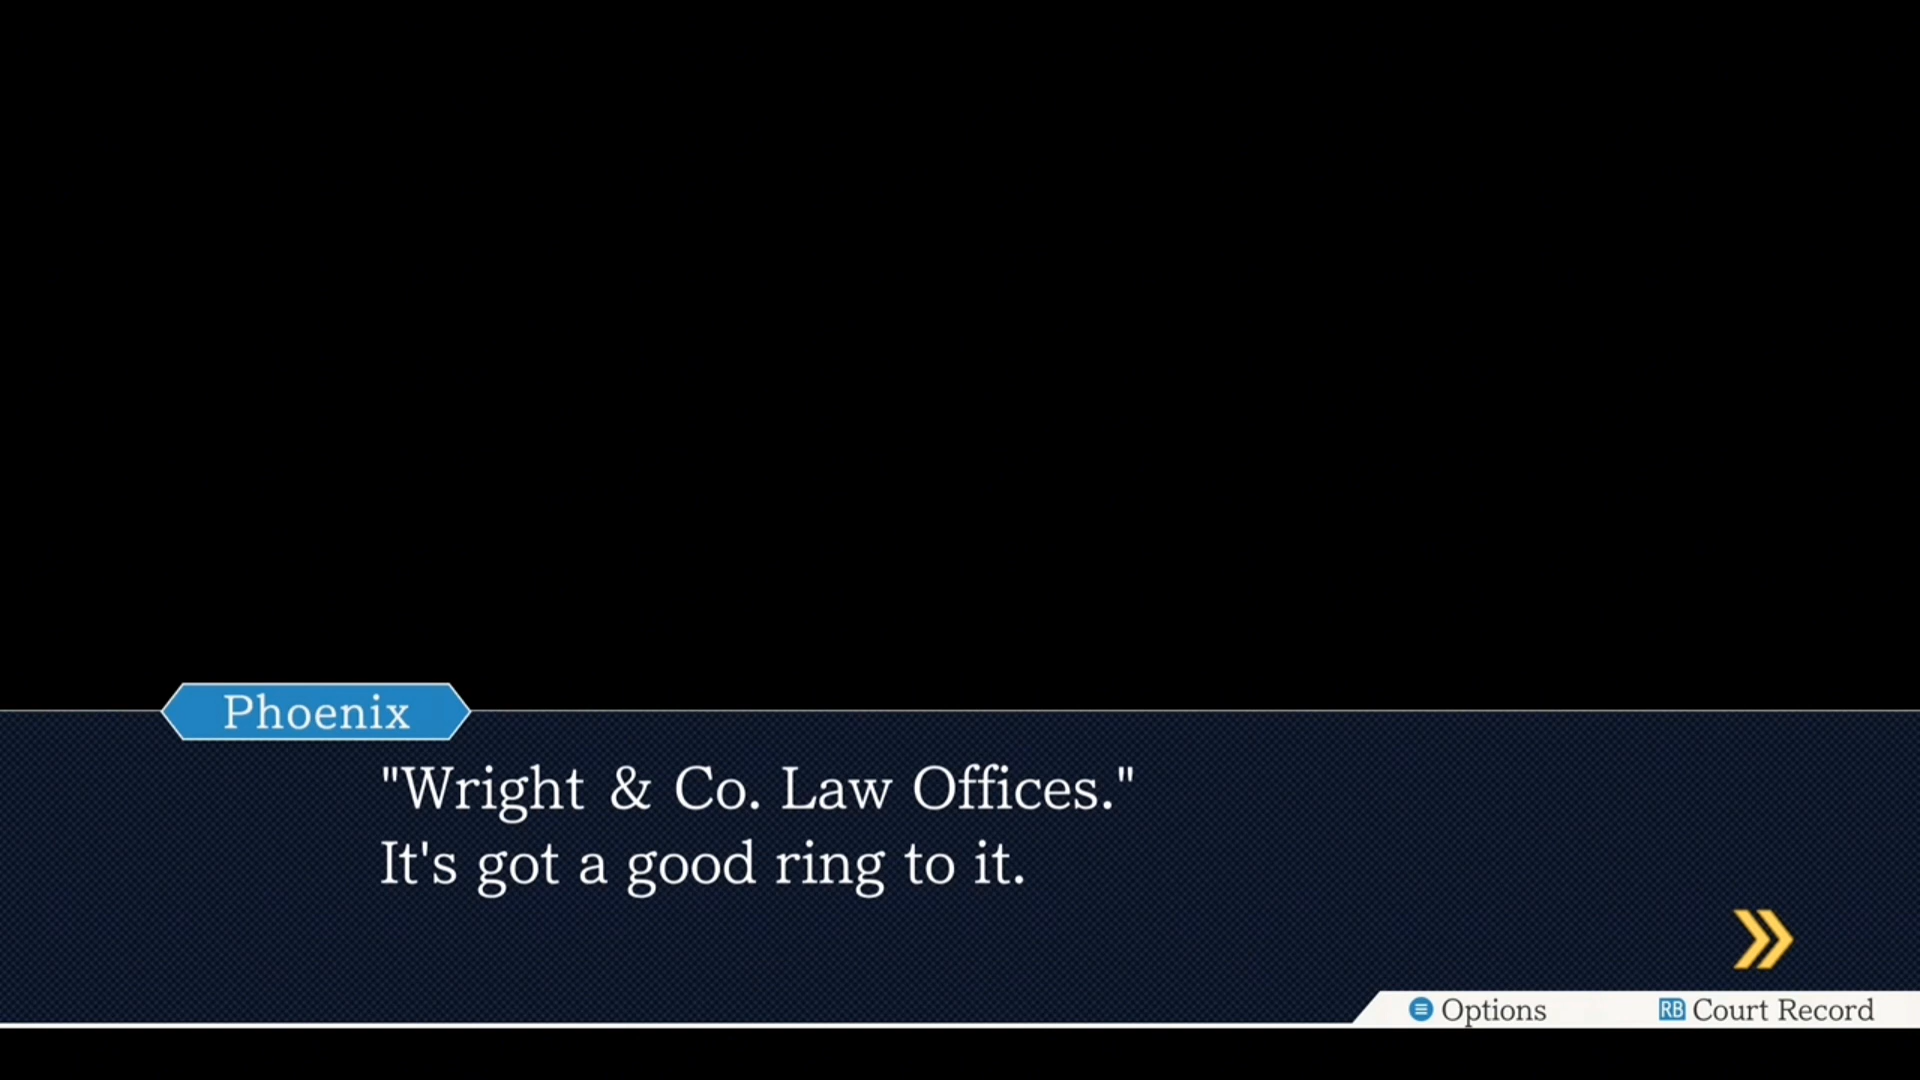 Phoenix
"Wright & Co. Law Offices."
It's got a good ring to it.
Options
RB Court Record